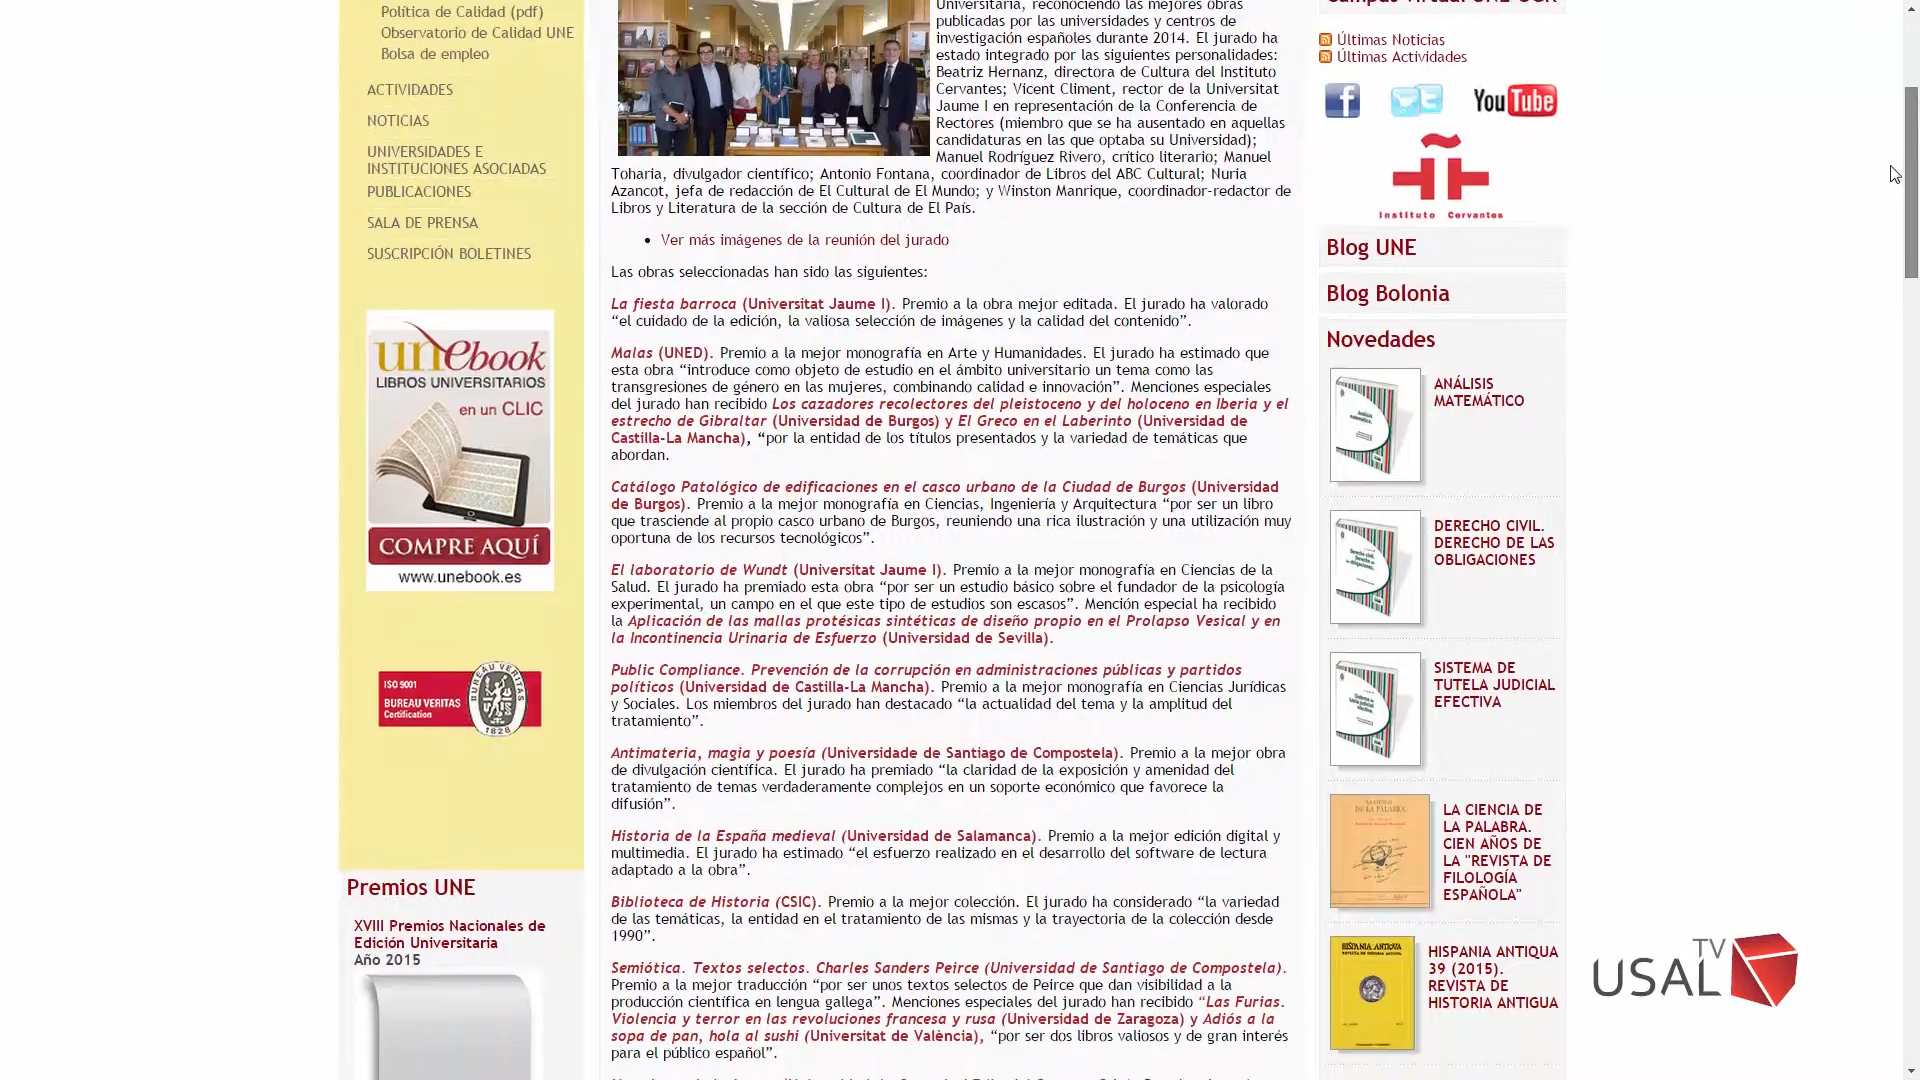 Política de Calidad (pdf)
Observatorio de Calidad UNE
Bolsa de empleo
ACTIVIDADES
NOTICIAS
UNIVERSIDADES E
INSTITUCIONES ASOCIADAS
PUBLICACIONES
SALA DE PRENSA
SUSCRIPCIÓN BOLETINES
unebook
LIBROS UNIVERSITARIOS
en un CLIC
COMPRE AQUÍ
www.unebook.es
ISO 9001
BUREAU VERITAS
Certification
BUREAU VERITAS
1828
Premios UNE
XVIII Premios Nacionales de
Edición Universitaria
Año 2015
Universitaria, reconociendo las mejores obras
publicadas por las universidades y centros de
investigación españoles durante 2014. El jurado ha
estado integrado por las siguientes personalidades:
Beatriz Hernanz, directora de Cultura del Instituto
Cervantes; Vicent Climent, rector de la Universitat
Jaume I en representación de la Conferencia de
Rectores (miembro que se ha ausentado en aquellas
candidaturas en las que optaba su Universidad);
Manuel Rodríguez Rivero, crítico literario; Manuel
Toharia, divulgador científico; Antonio Fontana, coordinador de Libros del ABC Cultural; Nuria
Azancot, jefa de redacción de El Cultural de El Mundo; y Winston Manrique, coordinador-redactor de
Libros y Literatura de la sección de Cultura de El País.
• Ver más imágenes de la reunión del jurado
Las obras seleccionadas han sido las siguientes:
La fiesta barroca (Universitat Jaume I). Premio a la obra mejor editada. El jurado ha valorado
“el cuidado de la edición, la valiosa selección de imágenes y la calidad del contenido”.
Malas (UNED). Premio a la mejor monografía en Arte y Humanidades. El jurado ha estimado que
esta obra “introduce como objeto de estudio en el ámbito universitario un tema como las
transgresiones de género en las mujeres, combinando calidad e innovación”. Menciones especiales
del jurado han recibido Los cazadores recolectores del pleistoceno y del holoceno en Iberia y el
estrecho de Gibraltar (Universidad de Burgos) y El Greco en el Laberinto (Universidad de
Castilla-La Mancha), “por la entidad de los títulos presentados y la variedad de temáticas que
abordan.
Catálogo Patológico de edificaciones en el casco urbano de la Ciudad de Burgos (Universidad
de Burgos). Premio a la mejor monografía en Ciencias, Ingeniería y Arquitectura “por ser un libro
que trasciende al propio casco urbano de Burgos, reuniendo una rica ilustración y una utilización muy
oportuna de los recursos tecnológicos”.
El laboratorio de Wundt (Universitat Jaume I). Premio a la mejor monografía en Ciencias de la
Salud. El jurado ha premiado esta obra “por ser un estudio básico sobre el fundador de la psicología
experimental, un campo en el que este tipo de estudios son escasos”. Mención especial ha recibido
la Aplicación de las mallas protésicas sintéticas de diseño propio en el Prolapso Vesical y en
la Incontinencia Urinaria de Esfuerzo (Universidad de Sevilla).
Public Compliance. Prevención de la corrupción en administraciones públicas y partidos
políticos (Universidad de Castilla-La Mancha). Premio a la mejor monografía en Ciencias Jurídicas
y Sociales. Los miembros del jurado han destacado “la actualidad del tema y la amplitud del
tratamiento”.
Antimateria, magia y poesía (Universidade de Santiago de Compostela). Premio a la mejor obra
de divulgación científica. El jurado ha premiado “la claridad de la exposición y amenidad del
tratamiento de temas verdaderamente complejos en un soporte económico que favorece la
difusión”.
Historia de la España medieval (Universidad de Salamanca). Premio a la mejor edición digital y
multimedia. El jurado ha estimado “el esfuerzo realizado en el desarrollo del software de lectura
adaptado a la obra”.
Biblioteca de Historia (CSIC). Premio a la mejor colección. El jurado ha considerado “la variedad
de las temáticas, la entidad en el tratamiento de las mismas y la trayectoria de la colección desde
1990”.
Semiótica. Textos selectos. Charles Sanders Peirce (Universidad de Santiago de Compostela).
Premio a la mejor traducción “por ser unos textos selectos de Peirce que dan visibilidad a la
producción científica en lengua gallega”. Menciones especiales del jurado han recibido “Las Furias.
Violencia y terror en las revoluciones francesa y rusa (Universidad de Zaragoza) y Adiós a la
sopa de pan, hola al sushi (Universitat de València), “por ser dos libros valiosos y de gran interés
para el público español”.
Últimas Noticias
Últimas Actividades
YouTube
Instituto Cervantes
Blog UNE
Blog Bolonia
Novedades
ANÁLISIS
MATEMÁTICO
DERECHO CIVIL.
DERECHO DE LAS
OBLIGACIONES
SISTEMA DE
TUTELA JUDICIAL
EFECTIVA
LA CIENCIA DE
LA PALABRA.
CIEN AÑOS DE
LA "REVISTA DE
FILOLOGÍA
ESPAÑOLA"
HISPANIA ANTIQVA
HISPANIA ANTIQUA
39 (2015).
REVISTA DE
HISTORIA ANTIGUA
USAL TV